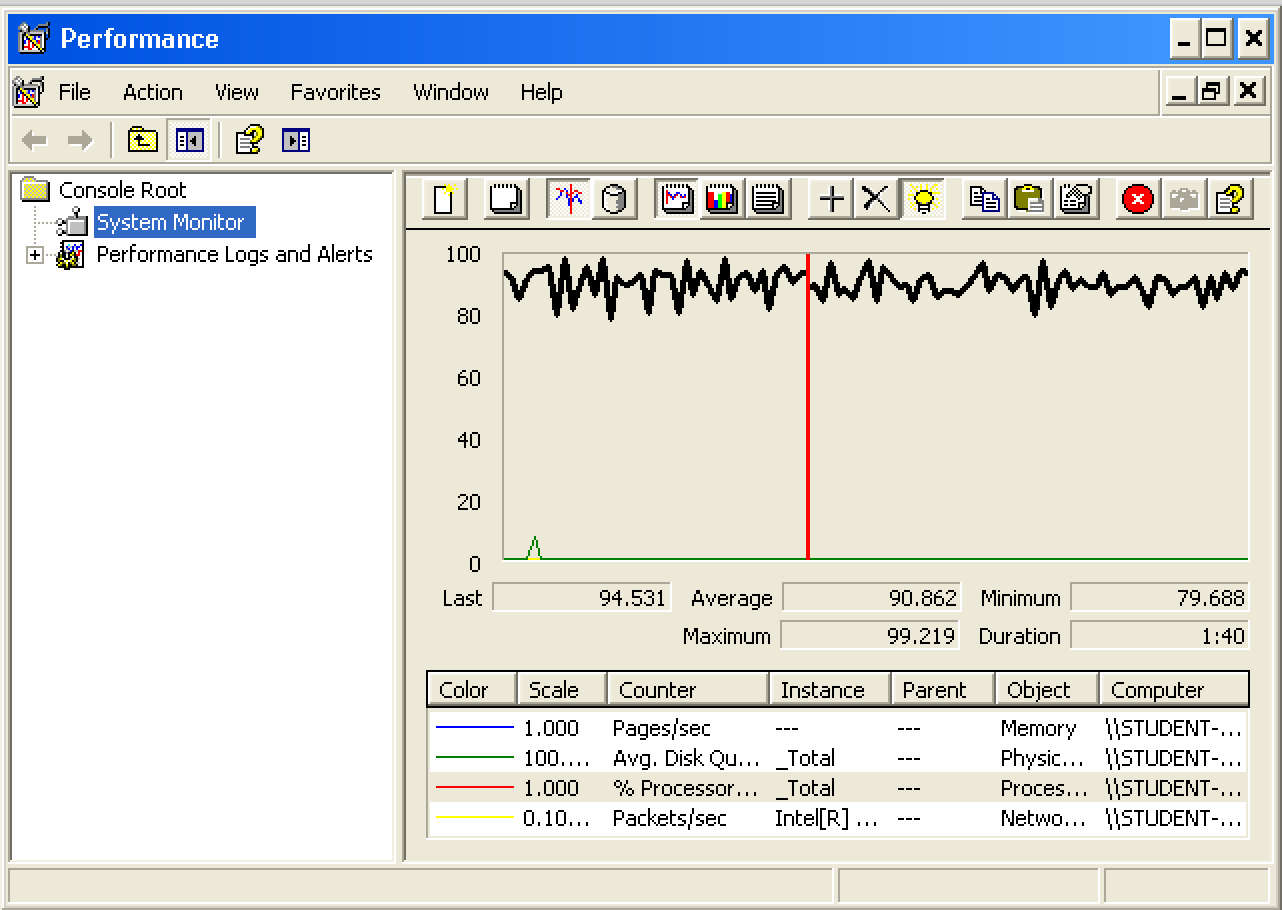 Performance
File Action View Favorites Window Help
Console Root
System Monitor
Performance Logs and Alerts
100
80
60
40
20
0
Last 94.531 Average 90.862 Minimum 79.688
Maximum 99.219 Duration 1:40
Color Scale Counter Instance Parent Object Computer
1.000 Pages/sec --- --- Memory \\STUDENT-...
100.... Avg. Disk Qu... _Total --- Physic... \\STUDENT-...
1.000 % Processor... _Total --- Proces... \\STUDENT-...
0.10... Packets/sec Intel[R] ... --- Netwo... \\STUDENT-...